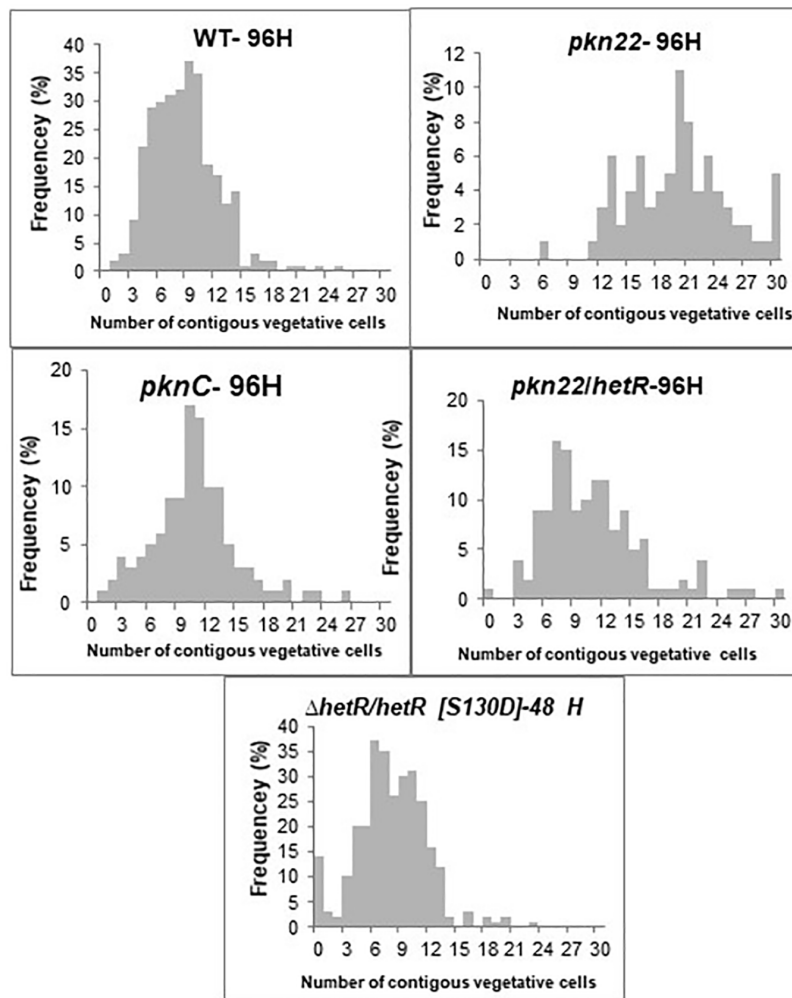 WT- 96H
40
35
30
25
20
15
10
5
0
Frequencey (%)
0 3 6 9 12 15 18 21 24 27 30
Number of contigous vegetative cells
pkn22- 96H
12
10
8
6
4
2
0
Frequencey (%)
0 3 6 9 12 15 18 21 24 27 30
Number of contigous vegetative cells
pknC- 96H
20
15
10
5
0
Frequencey (%)
0 3 6 9 12 15 18 21 24 27 30
Number of contigous vegetative cells
pkn22/hetR-96H
20
15
10
5
0
Frequencey (%)
0 3 6 9 12 15 18 21 24 27 30
Number of contigous vegetative cells
ΔhetR/hetR [S130D]-48 H
40
35
30
25
20
15
10
5
0
Frequencey (%)
0 3 6 9 12 15 18 21 24 27 30
Number of contigous vegetative cells